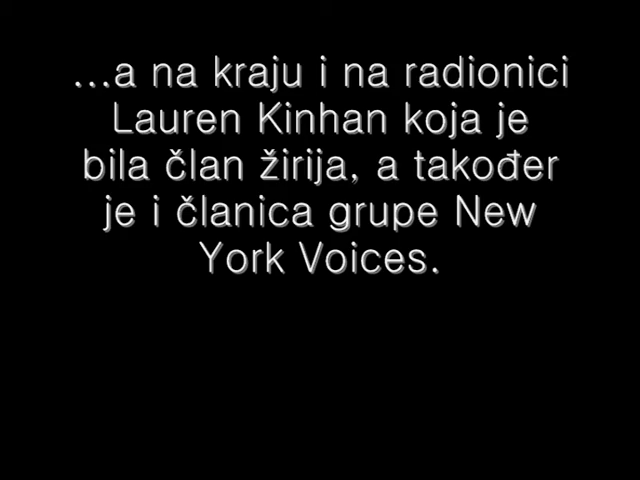 ...a na kraju i na radionici
Lauren Kinhan koja je
bila član žirija, a također
je i članica grupe New
York Voices.